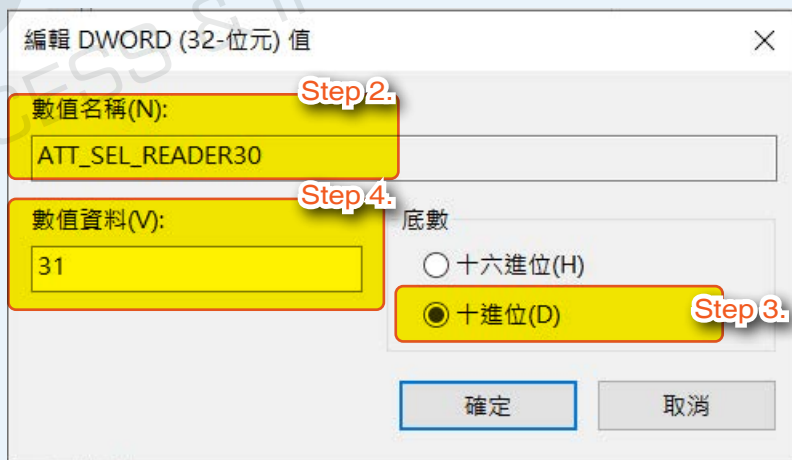 編輯 DWORD (32-位元) 值
Step 2.
數值名稱(N):
ATT_SEL_READER30
Step 4.
數值資料(V):
31
底數
十六進位(H)
十進位(D)
Step 3.
確定
取消